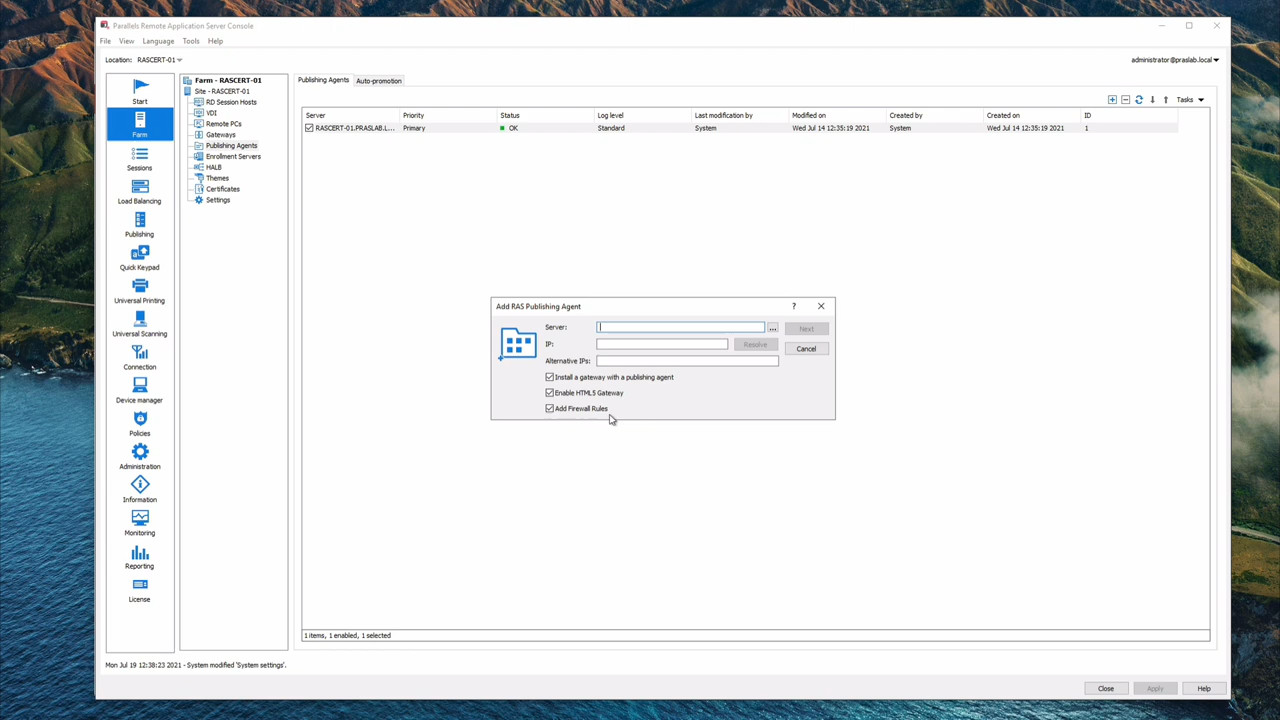 Parallels Remote Application Server Console
File View Language Tools Help
Location: RASCERT-01
administrator@praslab.local
Start
Farm
Sessions
Load Balancing
Publishing
Quick Keypad
Universal Printing
Universal Scanning
Connection
Device manager
Policies
Administration
Information
Monitoring
Reporting
License
Farm - RASCERT-01
Site - RASCERT-01
RD Session Hosts
VDI
Remote PCs
Gateways
Publishing Agents
Enrollment Servers
HALB
Themes
Certificates
Settings
Publishing Agents Auto-promotion
Tasks
Server Priority Status Log level Last modification by Modified on Created by Created on ID
RASCERT-01.PRASLAB.L... Primary OK Standard System Wed Jul 14 12:35:19 2021 System Wed Jul 14 12:35:19 2021 1
Add RAS Publishing Agent ?
Server: ... Next
IP: Resolve Cancel
Alternative IPs:
Install a gateway with a publishing agent
Enable HTML5 Gateway
Add Firewall Rules
1 items, 1 enabled, 1 selected
Mon Jul 19 12:38:23 2021 - System modified 'System settings'.
Close Apply Help